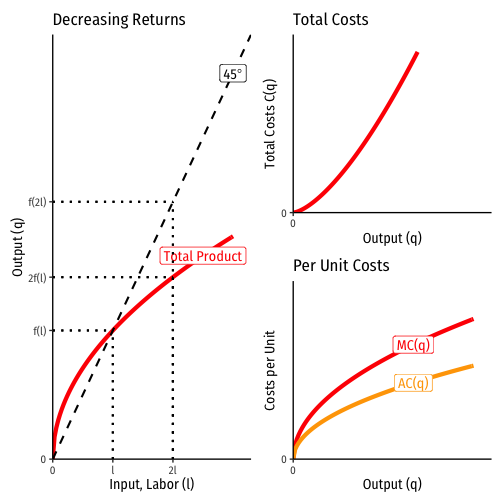 Decreasing Returns
45°
f(2l)
Total Product
2f(l)
f(l)
0
0
l
2l
Output (q)
Input, Labor (l)
Total Costs
Total Costs C(q)
0
0
Output (q)
Per Unit Costs
MC(q)
AC(q)
Costs per Unit
0
0
Output (q)